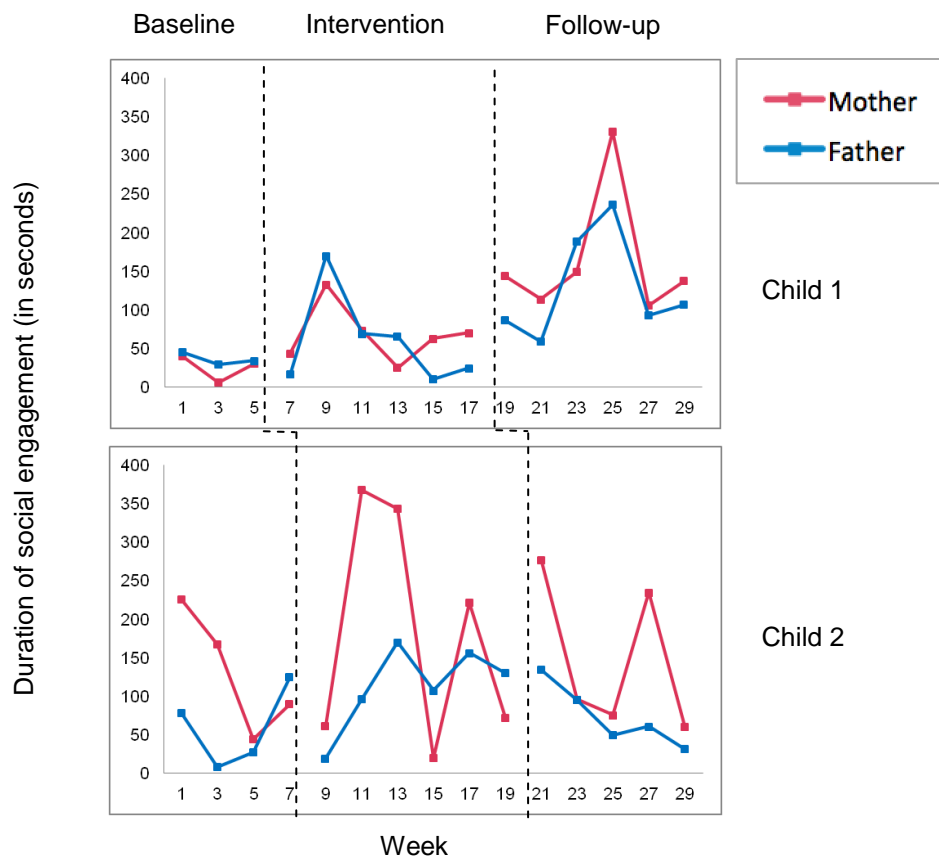 Baseline Intervention Follow-up
Mother
Father
Duration of social engagement (in seconds)
400
350
300
250
200
150
100
50
0
1 3 5 7 9 11 13 15 17 19 21 23 25 27 29
Child 1
400
350
300
250
200
150
100
50
0
1 3 5 7 9 11 13 15 17 19 21 23 25 27 29
Child 2
Week